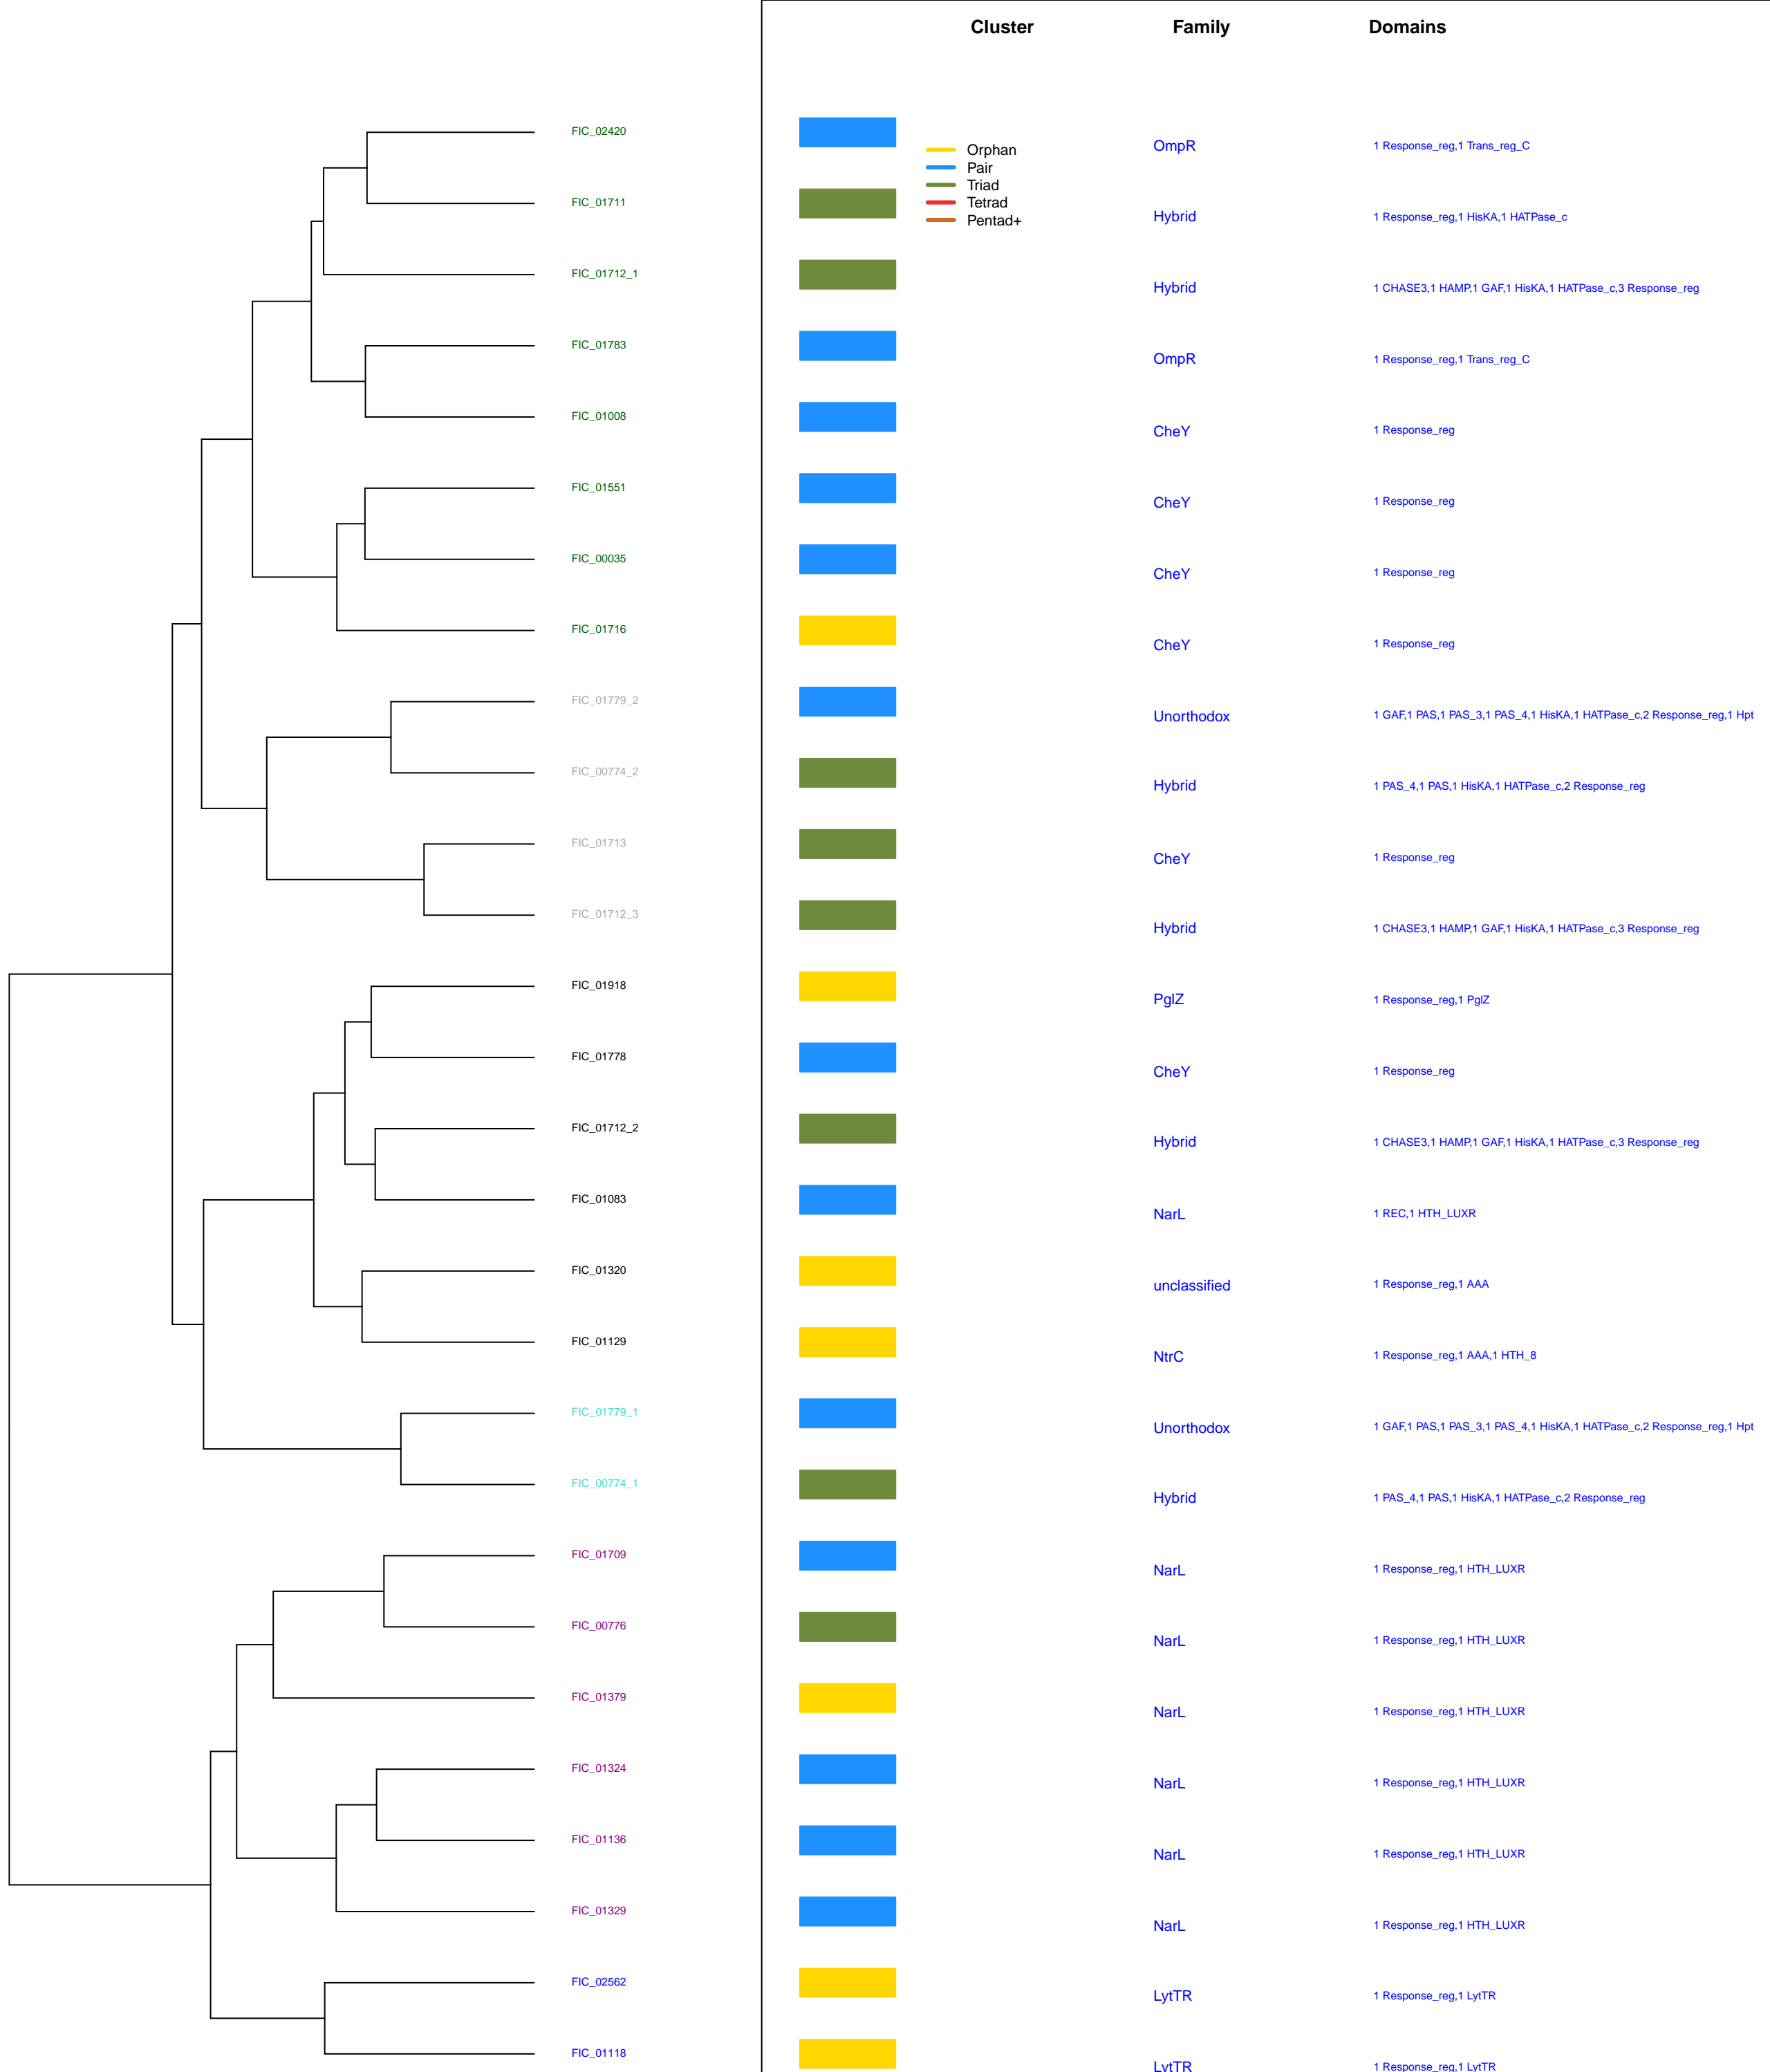 Cluster Family Domains
FIC_02420 OmpR 1 Response_reg,1 Trans_reg_C
Orphan
Pair
Triad
Tetrad
Pentad+
FIC_01711 Hybrid 1 Response_reg,1 HisKA,1 HATPase_c
FIC_01712_1 Hybrid 1 CHASE3,1 HAMP,1 GAF,1 HisKA,1 HATPase_c,3 Response_reg
FIC_01783 OmpR 1 Response_reg,1 Trans_reg_C
FIC_01008 CheY 1 Response_reg
FIC_01551 CheY 1 Response_reg
FIC_00035 CheY 1 Response_reg
FIC_01716 CheY 1 Response_reg
FIC_01779_2 Unorthodox 1 GAF,1 PAS,1 PAS_3,1 PAS_4,1 HisKA,1 HATPase_c,2 Response_reg,1 Hpt
FIC_00774_2 Hybrid 1 PAS_4,1 PAS,1 HisKA,1 HATPase_c,2 Response_reg
FIC_01713 CheY 1 Response_reg
FIC_01712_3 Hybrid 1 CHASE3,1 HAMP,1 GAF,1 HisKA,1 HATPase_c,3 Response_reg
FIC_01918 PglZ 1 Response_reg,1 PglZ
FIC_01778 CheY 1 Response_reg
FIC_01712_2 Hybrid 1 CHASE3,1 HAMP,1 GAF,1 HisKA,1 HATPase_c,3 Response_reg
FIC_01083 NarL 1 REC,1 HTH_LUXR
FIC_01320 unclassified 1 Response_reg,1 AAA
FIC_01129 NtrC 1 Response_reg,1 AAA,1 HTH_8
FIC_01779_1 Unorthodox 1 GAF,1 PAS,1 PAS_3,1 PAS_4,1 HisKA,1 HATPase_c,2 Response_reg,1 Hpt
FIC_00774_1 Hybrid 1 PAS_4,1 PAS,1 HisKA,1 HATPase_c,2 Response_reg
FIC_01709 NarL 1 Response_reg,1 HTH_LUXR
FIC_00776 NarL 1 Response_reg,1 HTH_LUXR
FIC_01379 NarL 1 Response_reg,1 HTH_LUXR
FIC_01324 NarL 1 Response_reg,1 HTH_LUXR
FIC_01136 NarL 1 Response_reg,1 HTH_LUXR
FIC_01329 NarL 1 Response_reg,1 HTH_LUXR
FIC_02562 LytTR 1 Response_reg,1 LytTR
FIC_01118 LytTR 1 Response_reg,1 LytTR